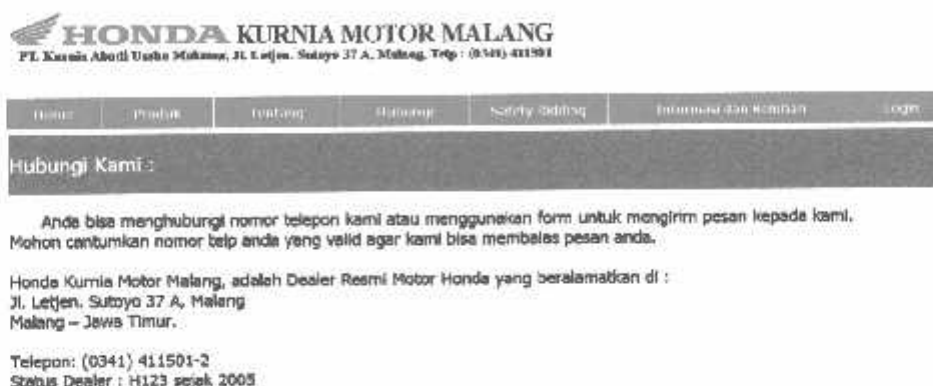 HONDA KURNIA MOTOR MALANG
PT. Kurnia Abadi Usaha Makmur, Jl. Letjen. Sutoyo 37 A, Malang, Telp : (0341) 411501
Home Produk Tentang Hubungi Safety Riding Informasi dan Keluhan Login
Hubungi Kami :
Anda bisa menghubungi nomor telepon kami atau menggunakan form untuk mengirim pesan kepada kami.
Mohon cantumkan nomor telp anda yang valid agar kami bisa membalas pesan anda.
Honda Kurnia Motor Malang, adalah Dealer Resmi Motor Honda yang beralamatkan di :
Jl. Letjen. Sutoyo 37 A, Malang
Malang – Jawa Timur.
Telepon: (0341) 411501-2
Status Dealer : H123 sejak 2005